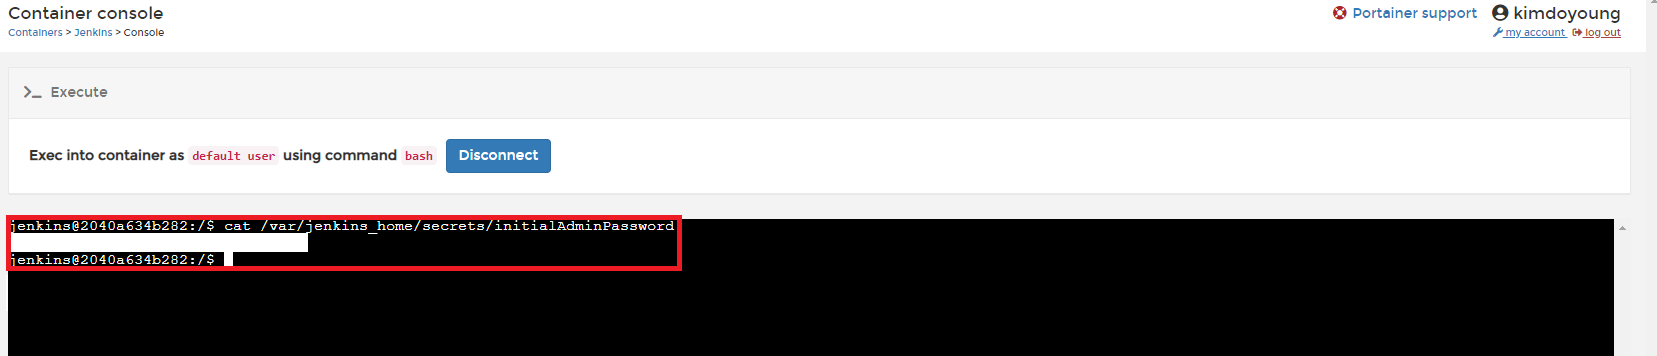 Container console
Portainer support kimdoyoung
Containers > Jenkins > Console
my account log out
>_ Execute
Exec into container as default user using command bash Disconnect
jenkins@2040a634b282:/$ cat /var/jenkins_home/secrets/initialAdminPassword
jenkins@2040a634b282:/$